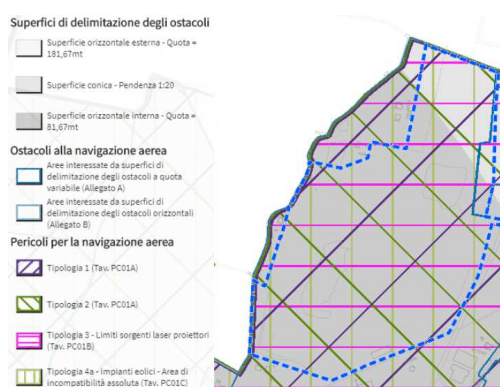 Superfici di delimitazione degli ostacoli
Superficie orizzontale esterna - Quota =
181,67mt
Superficie conica - Pendenza 1:20
Superficie orizzontale interna - Quota =
81,67mt
Ostacoli alla navigazione aerea
Aree interessate da superfici di
delimitazione degli ostacoli a quota
variabile (Allegato A)
Aree interessate da superfici di
delimitazione degli ostacoli orizzontali
(Allegato B)
Pericoli per la navigazione aerea
Tipologia 1 (Tav. PC01A)
Tipologia 2 (Tav. PC01A)
Tipologia 3 - Limiti sorgenti laser proiettori
(Tav. PC01B)
Tipologia 4a - Impianti eolici - Area di
incompatibilità assoluta (Tav. PC01C)